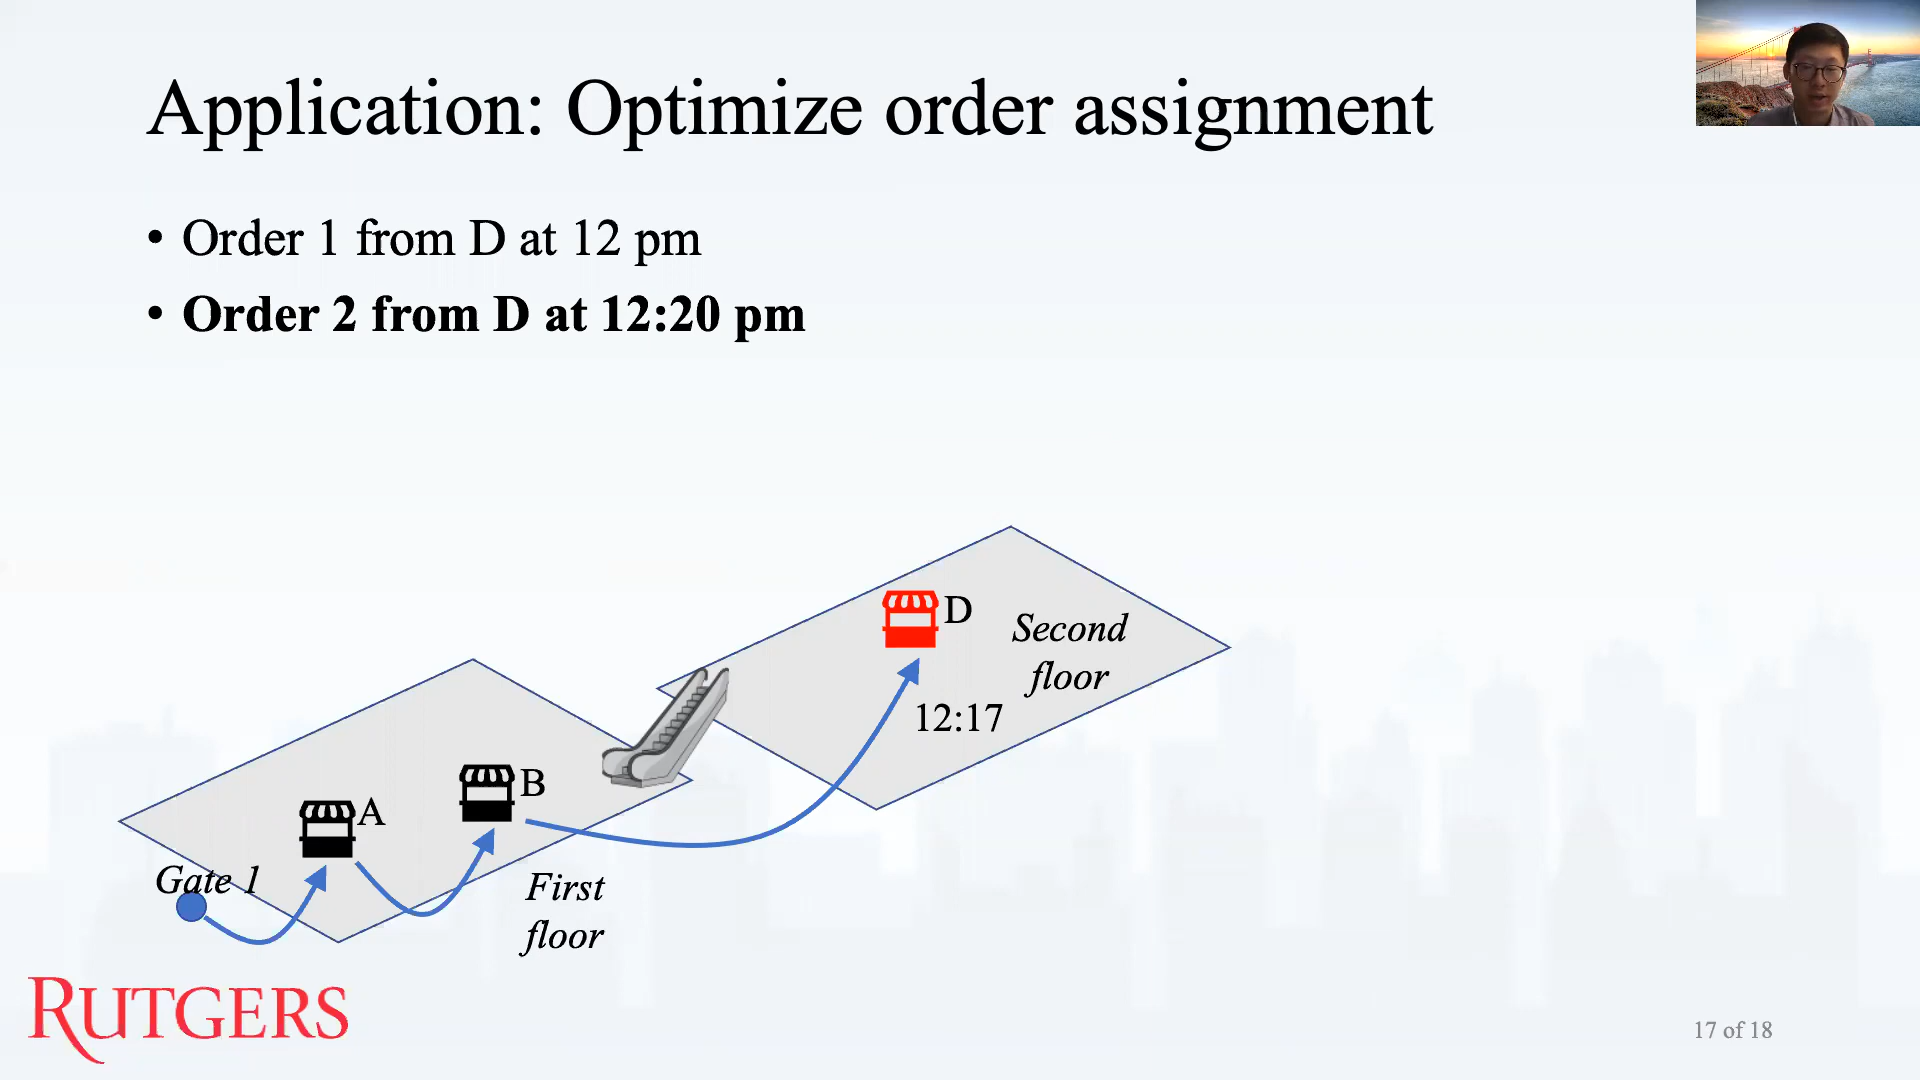 Application: Optimize order assignment
• Order 1 from D at 12 pm
• Order 2 from D at 12:20 pm
D
Second
floor
12:17
B
A
Gate 1
First
floor
RUTGERS
17 of 18